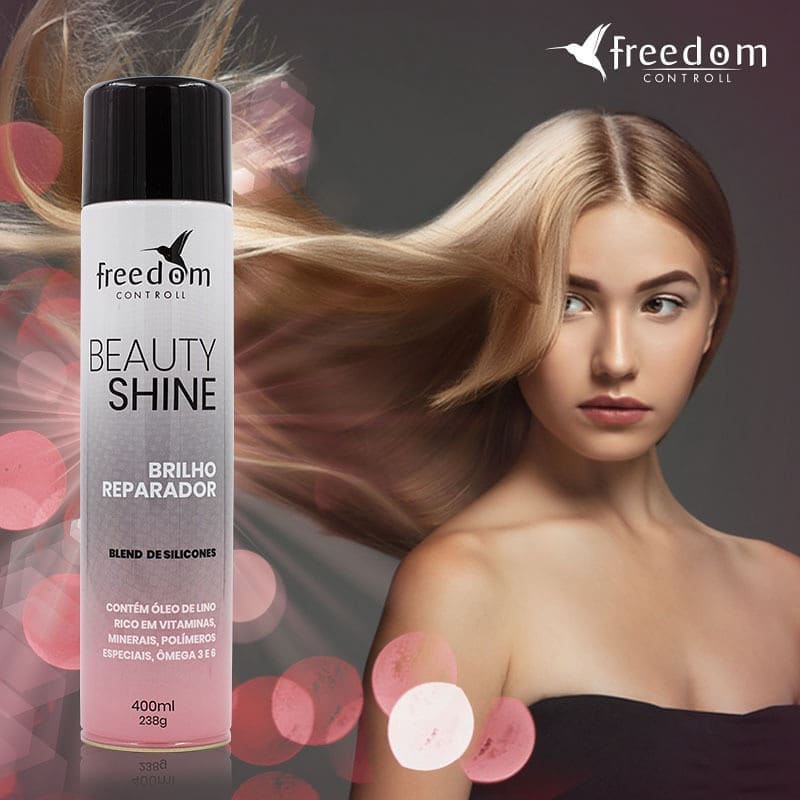 freedom
CONTROLL
freedom
CONTROLL
BEAUTY
SHINE
BRILHO
REPARADOR
BLEND DE SILICONES
CONTÉM ÓLEO DE LINO
RICO EM VITAMINAS,
MINERAIS, POLÍMEROS
ESPECIAIS, ÔMEGA 3 E 6
400ml
238g